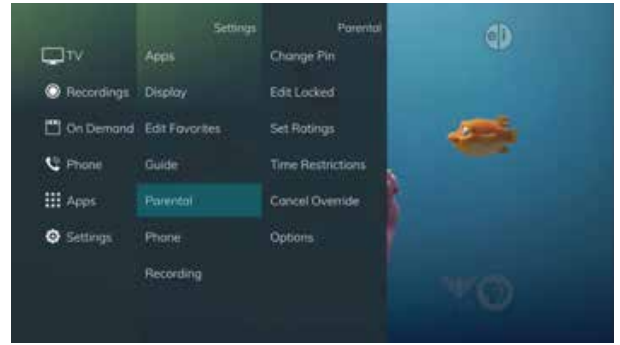 Settings
Parental
TV
Recordings
On Demand
Phone
Apps
Settings
Apps
Display
Edit Favorites
Guide
Parental
Phone
Recording
Change Pin
Edit Locked
Set Ratings
Time Restrictions
Cancel Override
Options
e/i